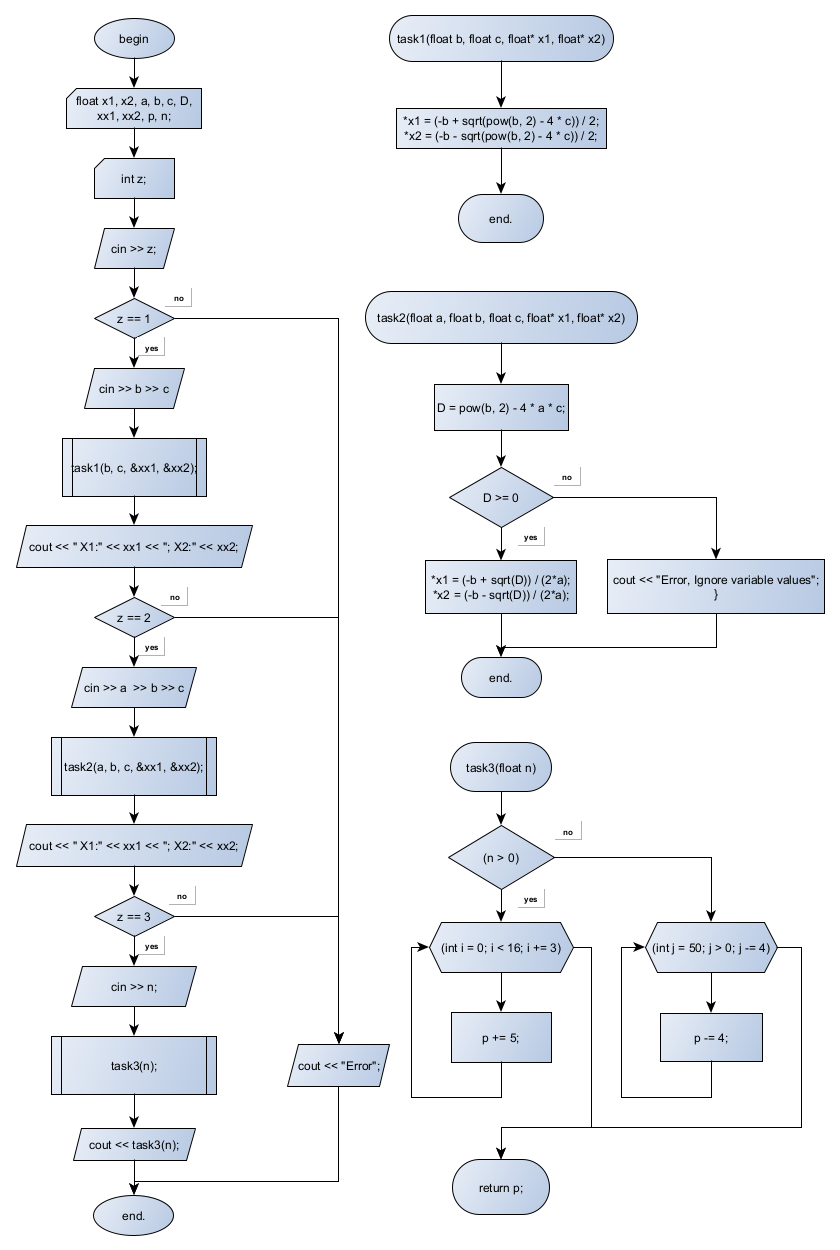 begin
float x1, x2, a, b, c, D,
xx1, xx2, p, n;
int z;
cin >> z;
z == 1
no
yes
cin >> b >> c
task1(b, c, &xx1, &xx2);
cout << " X1:" << xx1 << "; X2:" << xx2;
z == 2
no
yes
cin >> a  >> b >> c
task2(a, b, c, &xx1, &xx2);
cout << " X1:" << xx1 << "; X2:" << xx2;
z == 3
no
yes
cin >> n;
task3(n);
cout << task3(n);
end.
cout << "Error";
task1(float b, float c, float* x1, float* x2)
*x1 = (-b + sqrt(pow(b, 2) - 4 * c)) / 2;
*x2 = (-b - sqrt(pow(b, 2) - 4 * c)) / 2;
end.
task2(float a, float b, float c, float* x1, float* x2)
D = pow(b, 2) - 4 * a * c;
D >= 0
no
yes
*x1 = (-b + sqrt(D)) / (2*a);
*x2 = (-b - sqrt(D)) / (2*a);
cout << "Error, Ignore variable values";
}
end.
task3(float n)
(n > 0)
no
yes
(int i = 0; i < 16; i += 3)
p += 5;
(int j = 50; j > 0; j -= 4)
p -= 4;
return p;